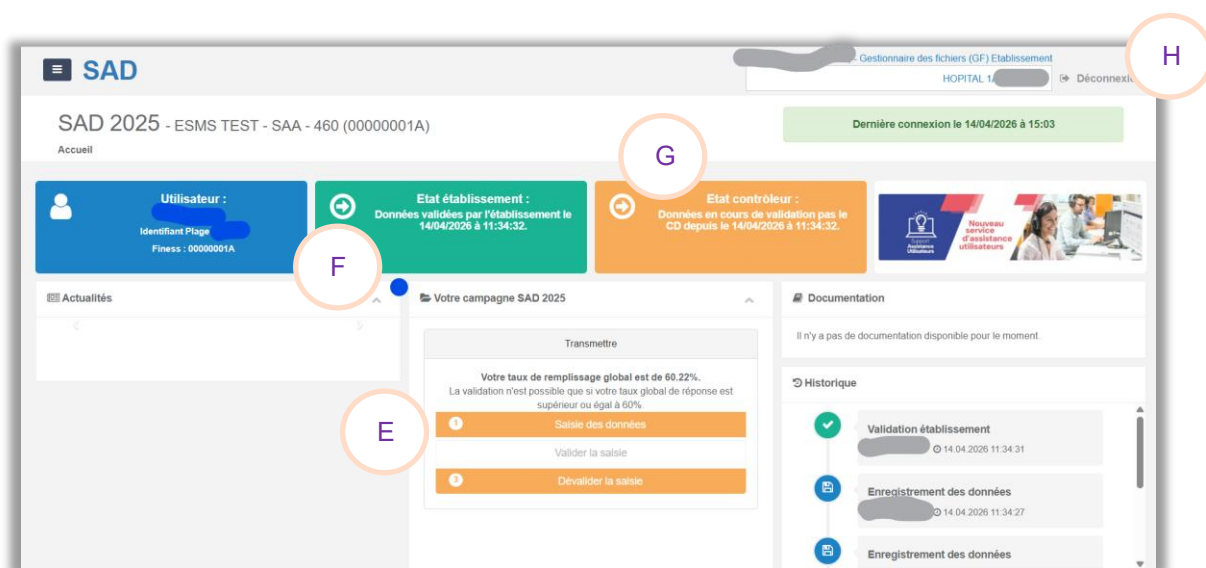 H
- Gestionnaire des fichiers (GF) Etablissement
HOPITAL
Déconnexi
SAD
SAD 2025 - ESMS TEST - SAA - 460 (00000001A)
Accueil
Dernière connexion le 14/04/2026 à 15:03
G
Utilisateur :
Identifiant Plage
Finess : 00000001A
Etat établissement :
Données validées par l'établissement le
14/04/2026 à 11:34:32.
Etat contrôleur :
Données en cours de validation pas le
CD depuis le 14/04/2026 à 11:34:32.
Support
Assistance
Utilisateurs
Nouveau
service
d'assistance
utilisateurs
F
Actualités
Votre campagne SAD 2025
Transmettre
Votre taux de remplissage global est de 60.22%.
La validation n'est possible que si votre taux global de réponse est
supérieur ou égal à 60%
E
1 Saisie des données
Valider la saisie
3 Dévalider la saisie
Documentation
Il n'y a pas de documentation disponible pour le moment
Historique
Validation établissement
14.04.2026 11:34:31
Enregistrement des données
14.04.2026 11:34:27
Enregistrement des données